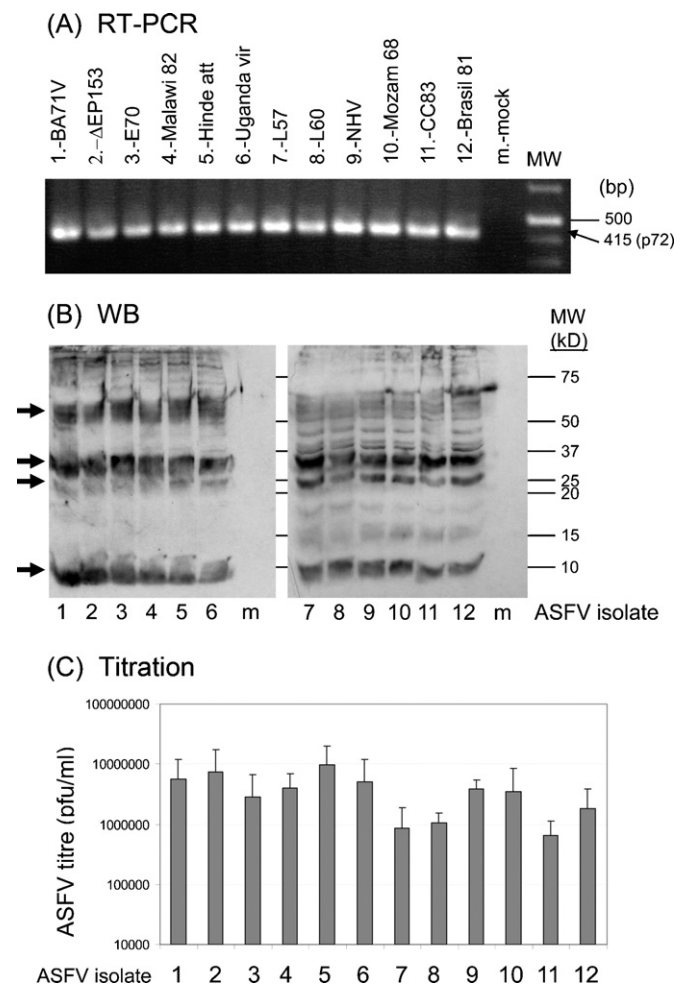 (A) RT-PCR
1.-BA71V
2.-ΔEP153
3.-E70
4.-Malawi 82
5.-Hinde att
6.-Uganda vir
7.-L57
8.-L60
9.-NHV
10.-Mozam 68
11.-CC83
12.-Brasil 81
m.-mock
MW
(bp)
500
415 (p72)
(B) WB
MW
(kD)
75
50
37
25
20
15
10
1 2 3 4 5 6 m 7 8 9 10 11 12 m ASFV isolate
(C) Titration
ASFV titre (pfu/ml)
100000000
10000000
1000000
100000
10000
ASFV isolate 1 2 3 4 5 6 7 8 9 10 11 12